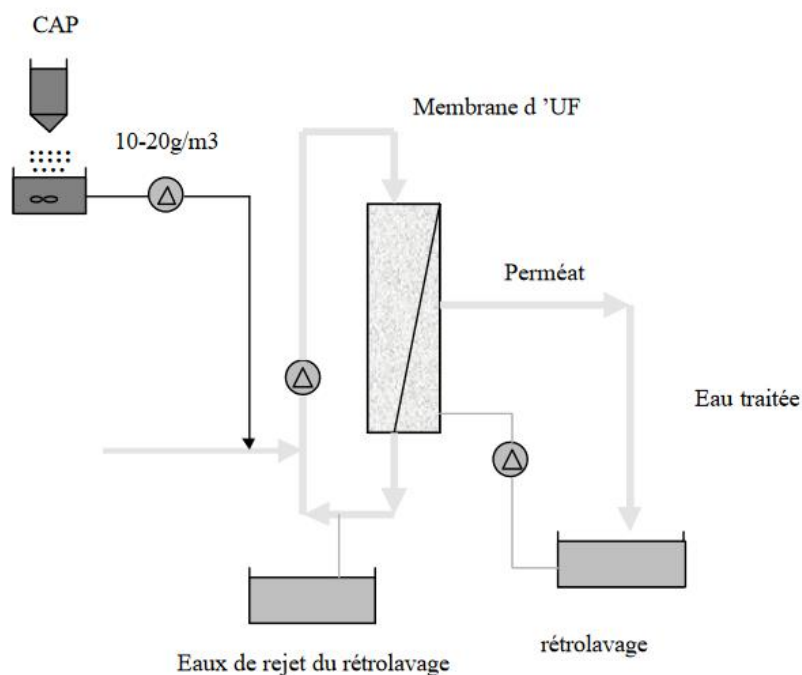 CAP
Membrane d ’UF
10-20g/m3
Perméat
Eau traitée
rétrolavage
Eaux de rejet du rétrolavage